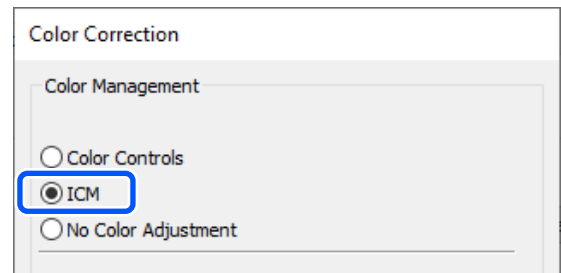 Color Correction
Color Management
Color Controls
ICM
No Color Adjustment